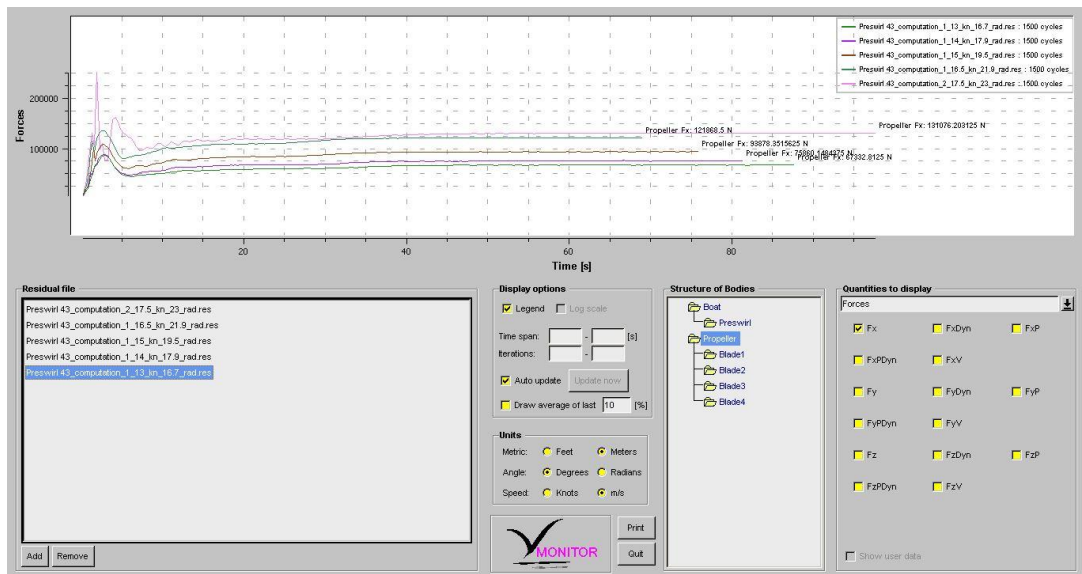 Preswirl 43_computation_1_13_kn_16.7_rad.res : 1500 cycles
Preswirl 43_computation_1_14_kn_17.9_rad.res : 1500 cycles
Preswirl 43_computation_1_15_kn_19.5_rad.res : 1500 cycles
Preswirl 43_computation_1_16.5_kn_21.9_rad.res : 1500 cycles
Preswirl 43_computation_2_17.5_kn_23_rad.res : 1500 cycles
Forces
200000
100000
Propeller Fx: 131076.203125 N
Propeller Fx: 121868.5 N
Propeller Fx: 93878.3515625 N
Propeller Fx: 75860.1484375 N
Propeller Fx: 67332.8125 N
20 40 60 80
Time [s]
Residual file
Preswirl 43_computation_2_17.5_kn_23_rad.res
Preswirl 43_computation_1_16.5_kn_21.9_rad.res
Preswirl 43_computation_1_15_kn_19.5_rad.res
Preswirl 43_computation_1_14_kn_17.9_rad.res
Preswirl 43_computation_1_13_kn_16.7_rad.res
Add Remove
Display options
Legend Log scale
Time span: - [s]
Iterations: -
Auto update Update now
Draw average of last 10 [%]
Units
Metric: Feet Meters
Angle: Degrees Radians
Speed: Knots m/s
MONITOR
Print
Quit
Structure of Bodies
Boat
Preswirl
Propeller
Blade1
Blade2
Blade3
Blade4
Quantities to display
Forces
Fx FxDyn FxP
FxPDyn FxV
Fy FyDyn FyP
FyPDyn FyV
Fz FzDyn FzP
FzPDyn FzV
Show user data